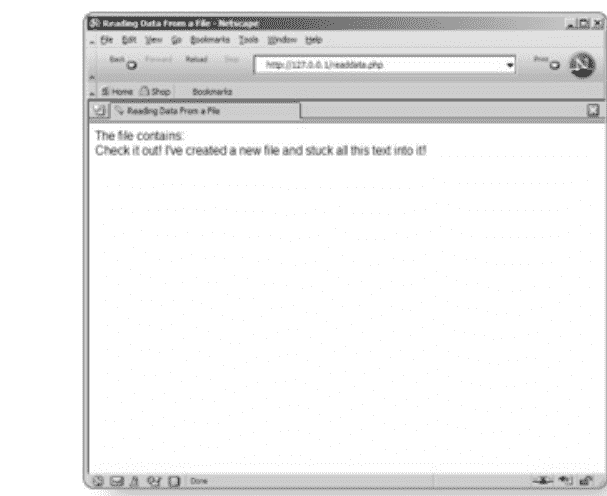 Reading Data From a File - Netscape
File Edit View Go Bookmarks Tools Window Help
Back Forward Reload Stop http://127.0.0.1/readdata.php Print N
Home Shop Bookmarks
Reading Data From a File
The file contains:
Check it out! I've created a new file and stuck all this text into it!
Done